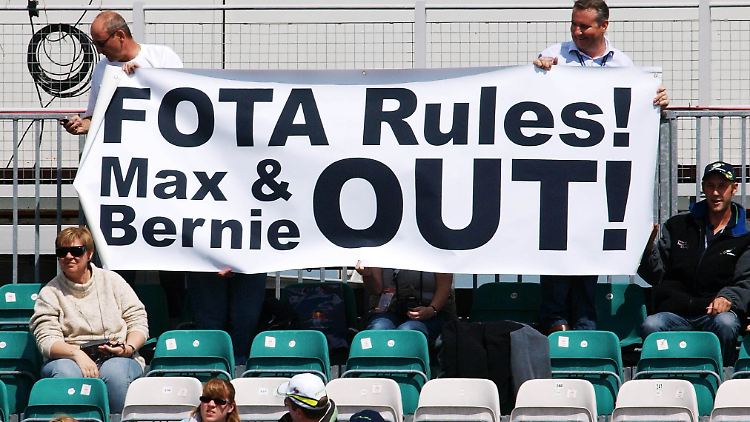 FOTA Rules!
Max &
Bernie OUT!